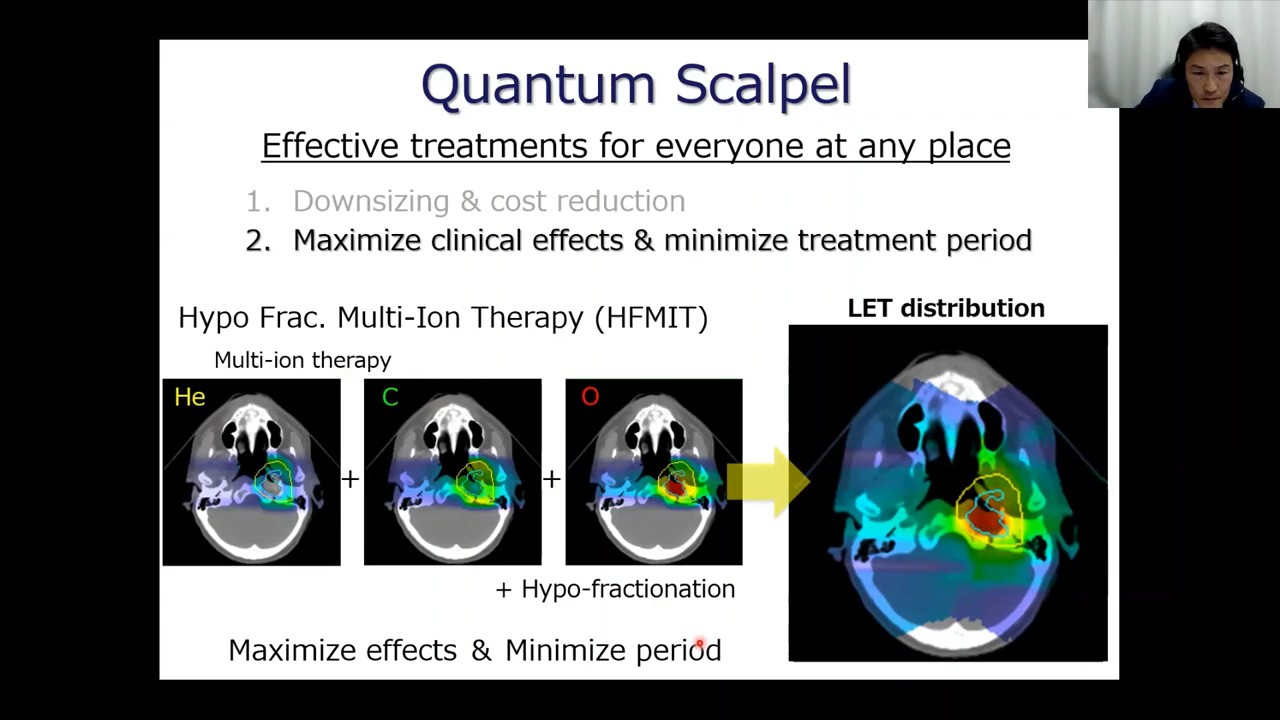 Quantum Scalpel
Effective treatments for everyone at any place
1. Downsizing & cost reduction
2. Maximize clinical effects & minimize treatment period
Hypo Frac. Multi-Ion Therapy (HFMIT)
LET distribution
Multi-ion therapy
He
C
O
+
+
+ Hypo-fractionation
Maximize effects & Minimize period